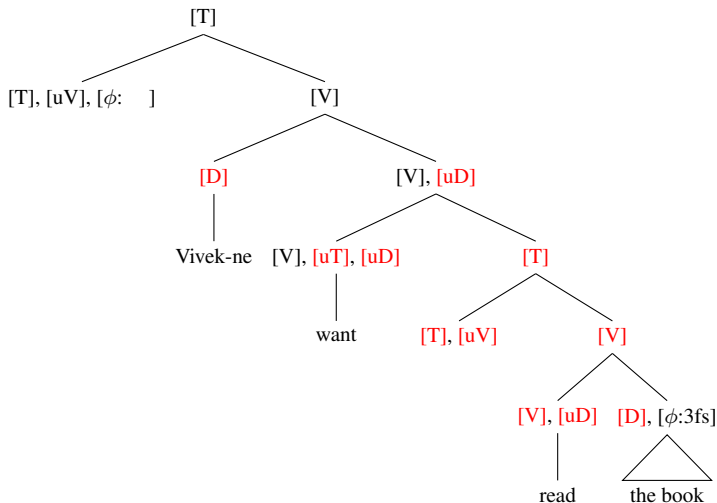 [T]
[T], [uV], [ϕ: ]
[V]
[D]
[V], [uD]
Vivek-ne
[V], [uT], [uD]
[T]
want
[T], [uV]
[V]
[V], [uD]
[D], [ϕ:3fs]
read
the book